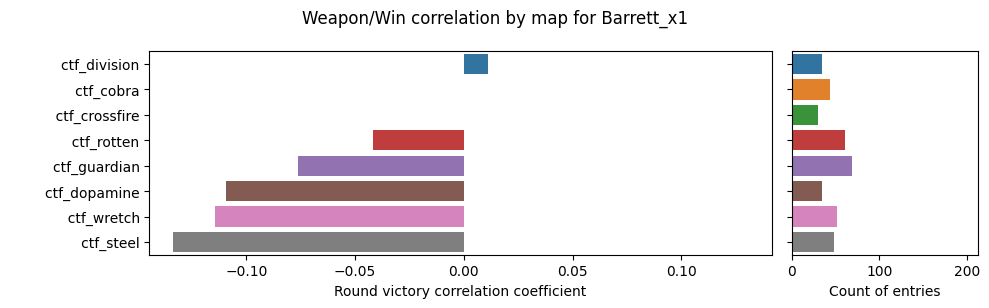 Weapon/Win correlation by map for Barrett_x1
ctf_division
ctf_cobra
ctf_crossfire
ctf_rotten
ctf_guardian
ctf_dopamine
ctf_wretch
ctf_steel
−0.10 −0.05 0.00 0.05 0.10
Round victory correlation coefficient
0 100 200
Count of entries